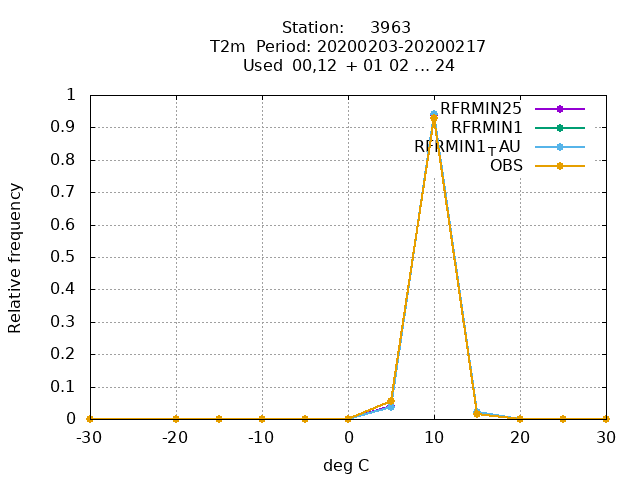 Station: 3963
T2m Period: 20200203-20200217
Used 00,12 + 01 02 ... 24
1
0.9
0.8
0.7
0.6
0.5
0.4
0.3
0.2
0.1
0
Relative frequency
RFRMIN25
RFRMIN1
RFRMIN1TAU
OBS
-30
-20
-10
0
10
20
30
deg C